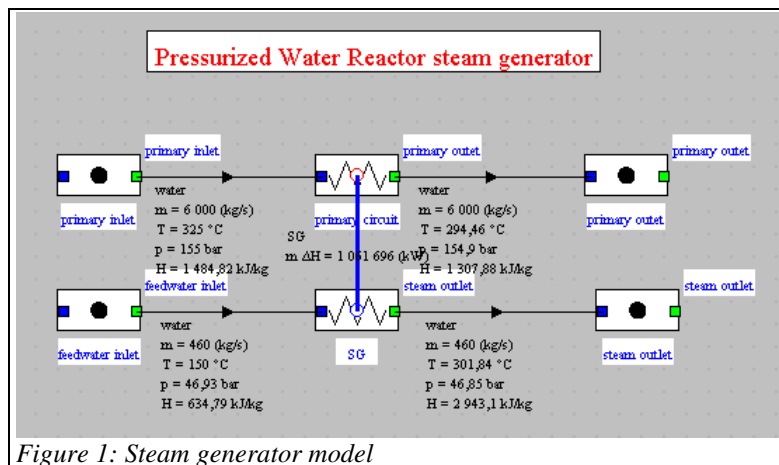 Pressurized Water Reactor steam generator
primary inlet
primary outet
primary outet
water
m = 6 000 (kg/s)
T = 325 °C
p = 155 bar
H = 1 484,82 kJ/kg
primary inlet
primary circuit
water
m = 6 000 (kg/s)
T = 294,46 °C
p = 154,9 bar
H = 1 307,88 kJ/kg
primary outet
SG
m ΔH = 1 061 696 (kW)
feedwater inlet
steam outlet
steam outlet
water
m = 460 (kg/s)
T = 150 °C
p = 46,93 bar
H = 634,79 kJ/kg
feedwater inlet
SG
water
m = 460 (kg/s)
T = 301,84 °C
p = 46,85 bar
H = 2 943,1 kJ/kg
steam outlet
Figure 1: Steam generator model